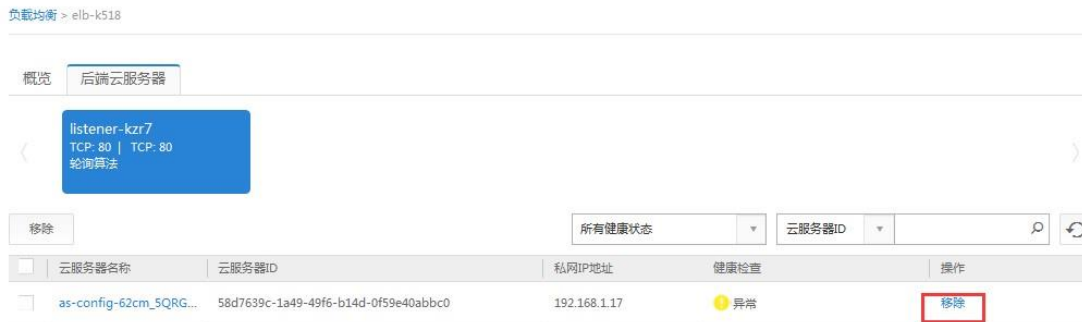 负载均衡 > elb-k518
概览 后端云服务器
listener-kzr7
TCP: 80 | TCP: 80
轮询算法
移除 所有健康状态 云服务器ID
云服务器名称 云服务器ID 私网IP地址 健康检查 操作
as-config-62cm_5QRG... 58d7639c-1a49-49f6-b14d-0f59e40abbc0 192.168.1.17 异常 移除